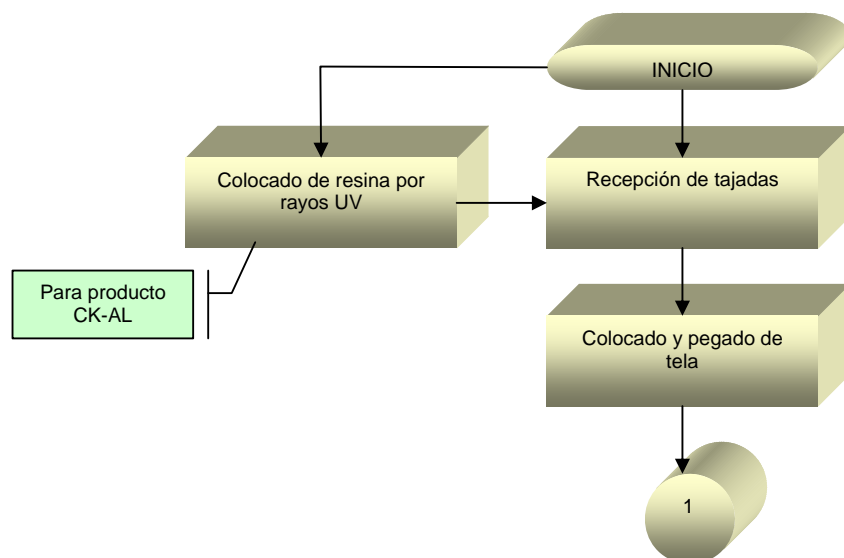 INICIO
Colocado de resina por
rayos UV
Recepción de tajadas
Para producto
CK-AL
Colocado y pegado de
tela
1